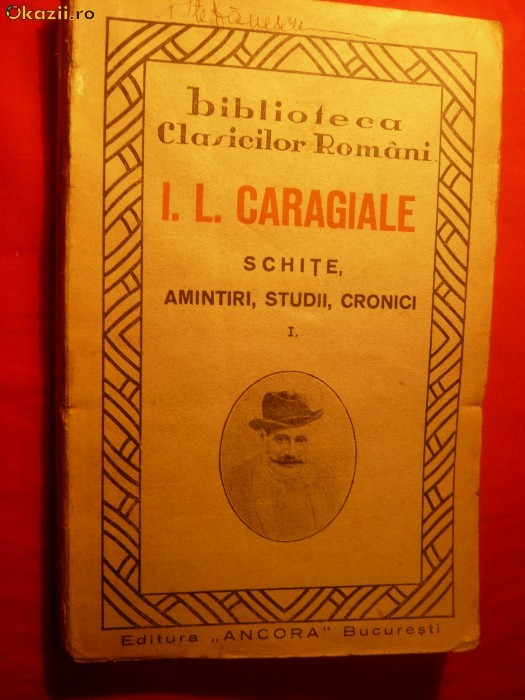 Okazii.ro
biblioteca
Clasicilor Români
I. L. CARAGIALE
SCHIȚE,
AMINTIRI, STUDII, CRONICI
I.
Editura „ANCORA" București